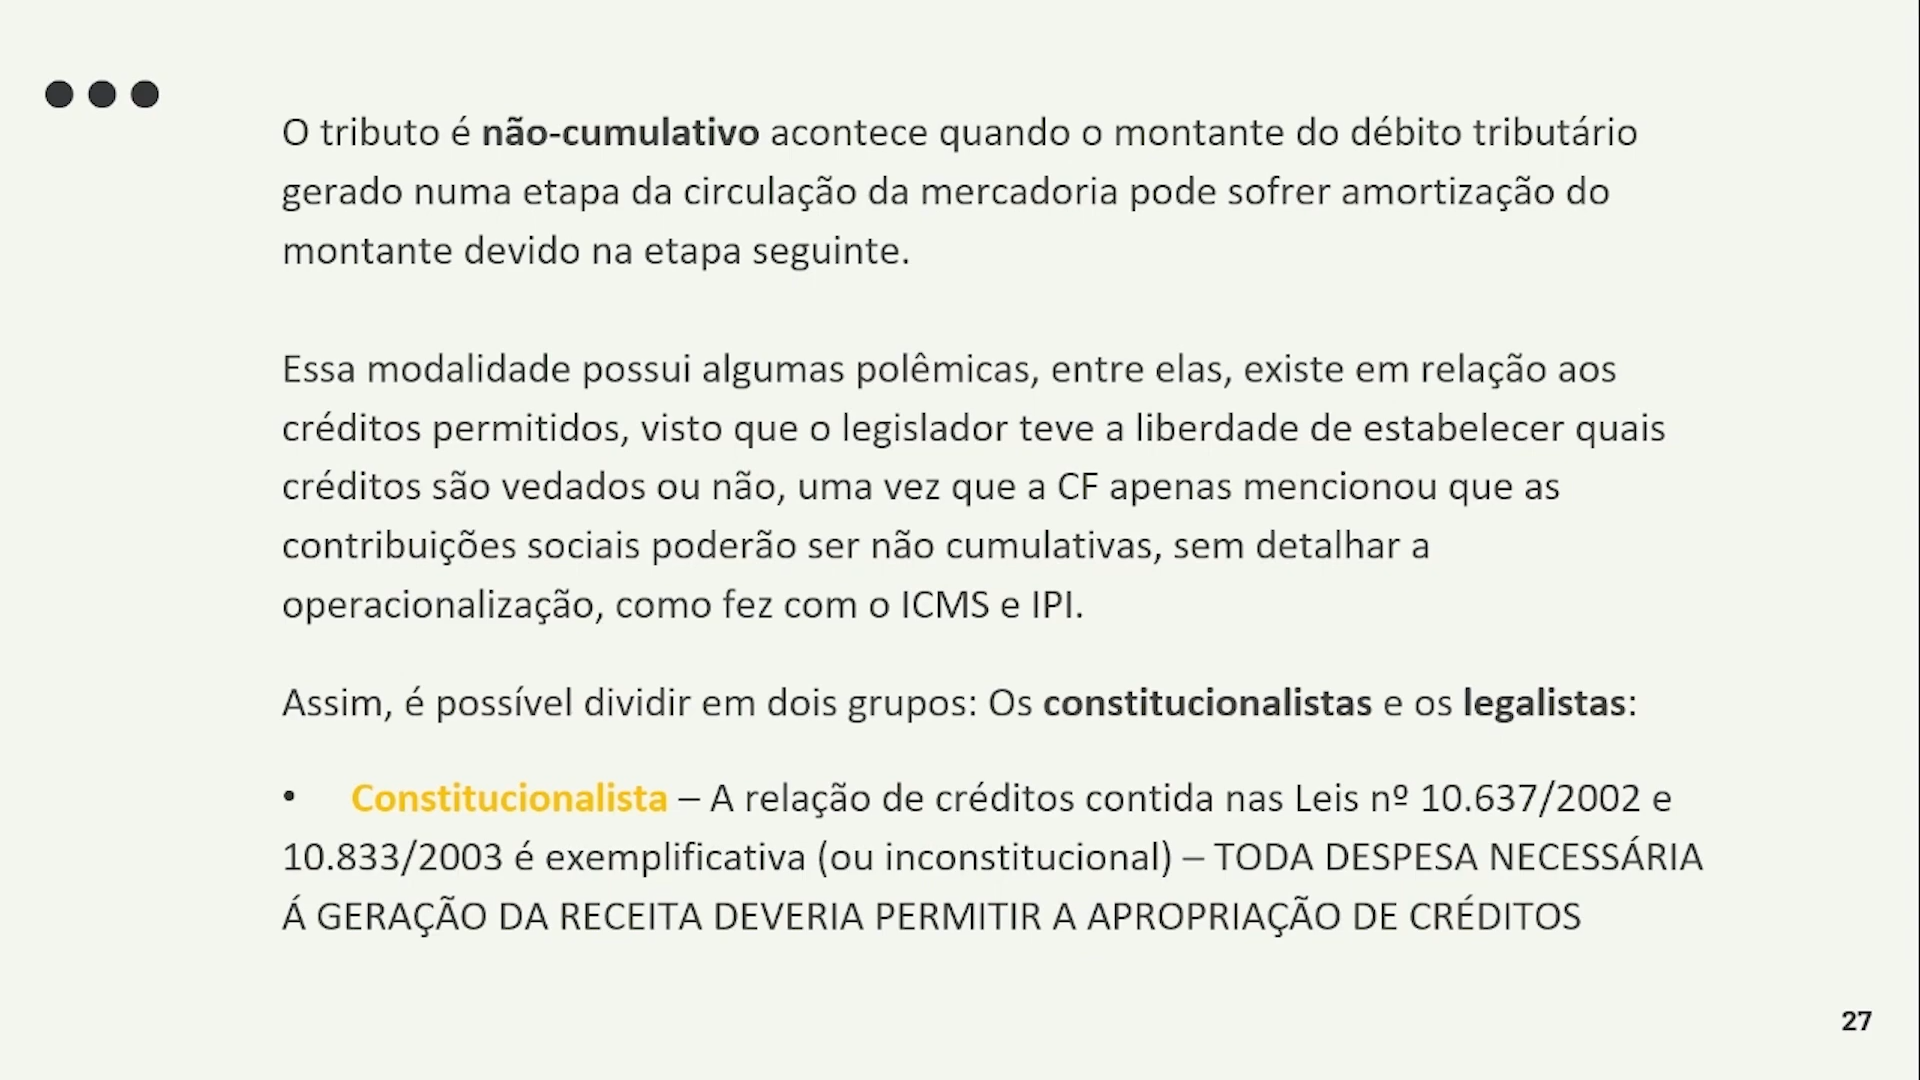 O tributo é não-cumulativo acontece quando o montante do débito tributário
gerado numa etapa da circulação da mercadoria pode sofrer amortização do
montante devido na etapa seguinte.
Essa modalidade possui algumas polêmicas, entre elas, existe em relação aos
créditos permitidos, visto que o legislador teve a liberdade de estabelecer quais
créditos são vedados ou não, uma vez que a CF apenas mencionou que as
contribuições sociais poderão ser não cumulativas, sem detalhar a
operacionalização, como fez com o ICMS e IPI.
Assim, é possível dividir em dois grupos: Os constitucionalistas e os legalistas:
• Constitucionalista – A relação de créditos contida nas Leis nº 10.637/2002 e
10.833/2003 é exemplificativa (ou inconstitucional) – TODA DESPESA NECESSÁRIA
Á GERAÇÃO DA RECEITA DEVERIA PERMITIR A APROPRIAÇÃO DE CRÉDITOS
27